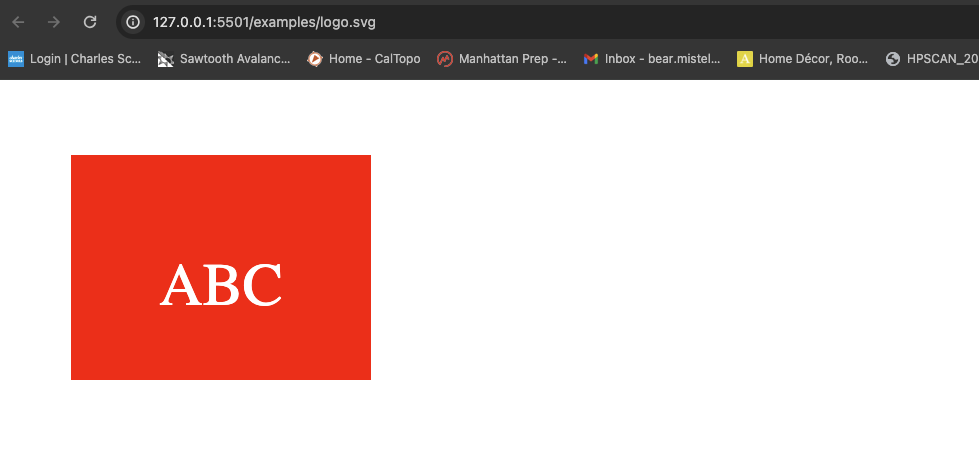 127.0.0.1:5501/examples/logo.svg
Login | Charles Sc... Sawtooth Avalanc... Home - CalTopo Manhattan Prep -... Inbox - bear.mistel... Home Décor, Roo... HPSCAN_20
ABC